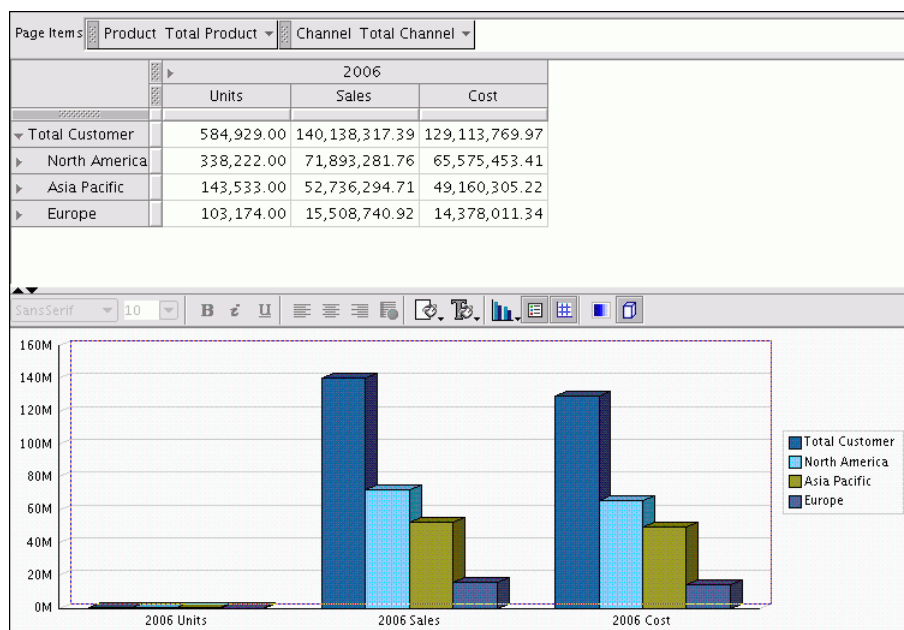 Page Items Product Total Product Channel Total Channel
2006
Units Sales Cost
Total Customer 584,929.00 140,138,317.39 129,113,769.97
North America 338,222.00 71,893,281.76 65,575,453.41
Asia Pacific 143,533.00 52,736,294.71 49,160,305.22
Europe 103,174.00 15,508,740.92 14,378,011.34
SansSerif 10 B i U
160M
140M
120M
100M
80M
60M
40M
20M
0M
2006 Units 2006 Sales 2006 Cost
Total Customer
North America
Asia Pacific
Europe